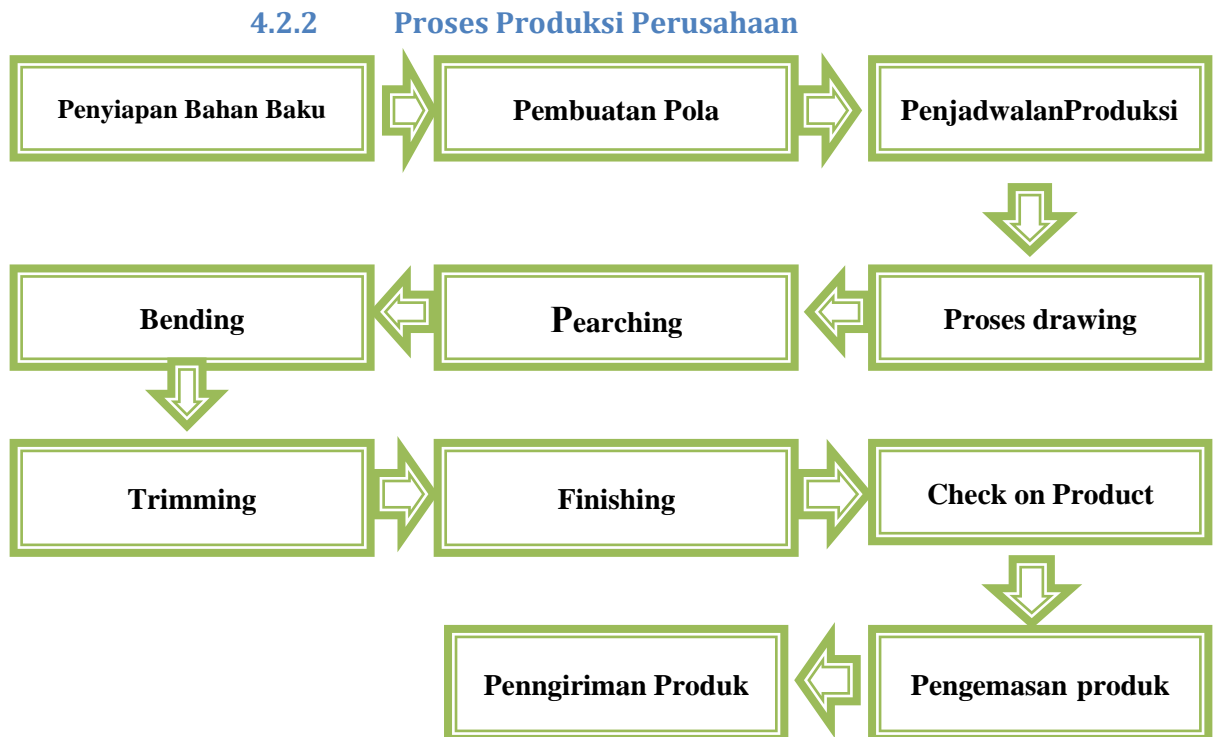 4.2.2 Proses Produksi Perusahaan
Penyiapan Bahan Baku
Pembuatan Pola
PenjadwalanProduksi
Proses drawing
Pearching
Bending
Trimming
Finishing
Check on Product
Pengemasan produk
Penngiriman Produk